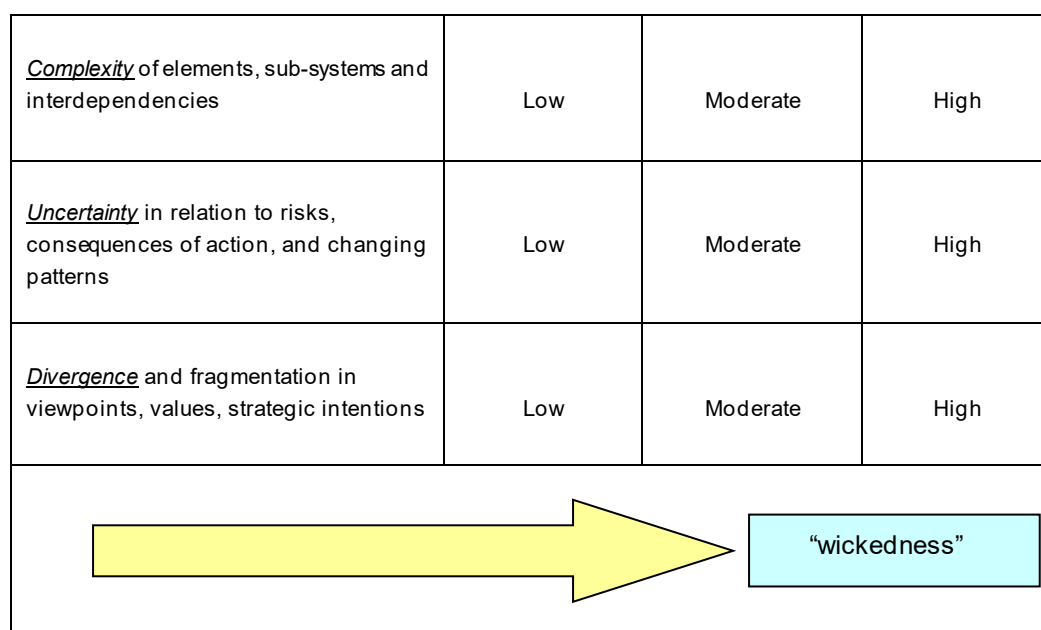 Complexity of elements, sub-systems and
interdependencies
Low
Moderate
High
Uncertainty in relation to risks,
consequences of action, and changing
patterns
Low
Moderate
High
Divergence and fragmentation in
viewpoints, values, strategic intentions
Low
Moderate
High
“wickedness”